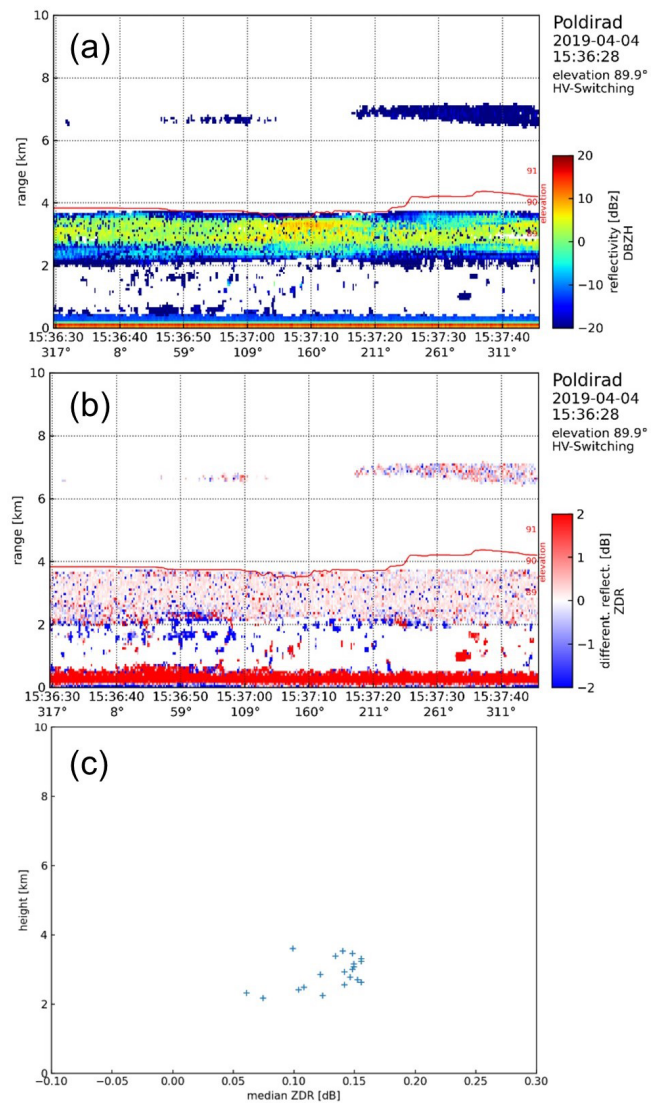 (a)
Poldirad
2019-04-04
15:36:28
elevation 89.9°
HV-Switching
10
8
6
4
2
0
range [km]
91
90
elevation
20
10
0
−10
−20
reflectivity [dBz]
DBZH
15:36:30 15:36:40 15:36:50 15:37:00 15:37:10 15:37:20 15:37:30 15:37:40
317° 8° 59° 109° 160° 211° 261° 311°
(b)
Poldirad
2019-04-04
15:36:28
elevation 89.9°
HV-Switching
10
8
6
4
2
0
range [km]
91
90
89
elevation
2
1
0
−1
−2
different. reflect. [dB]
ZDR
15:36:30 15:36:40 15:36:50 15:37:00 15:37:10 15:37:20 15:37:30 15:37:40
317° 8° 59° 109° 160° 211° 261° 311°
(c)
10
8
6
4
2
0
height [km]
−0.10 −0.05 0.00 0.05 0.10 0.15 0.20 0.25 0.30
median ZDR [dB]